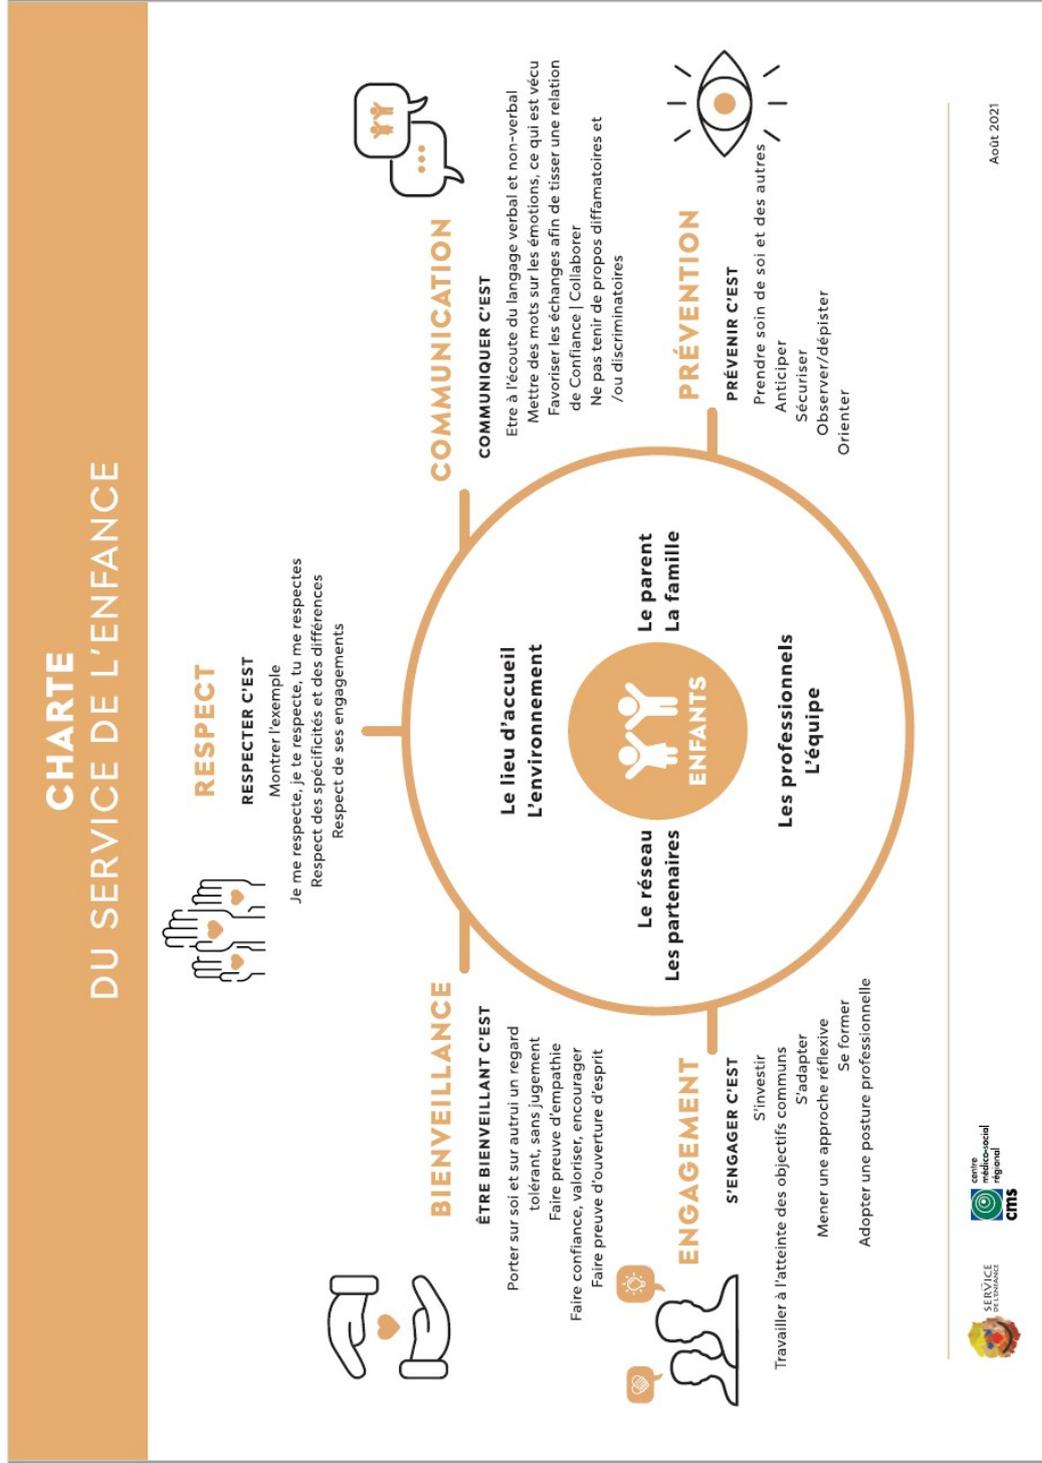 CHARTE
DU SERVICE DE L'ENFANCE
RESPECT
RESPECTER C'EST
Montrer l'exemple
Je me respecte, je te respecte, tu me respectes
Respect des spécificités et des différences
Respect de ses engagements
BIENVEILLANCE
ÊTRE BIENVEILLANT C'EST
Porter sur soi et sur autrui un regard
tolérant, sans jugement
Faire preuve d'empathie
Faire confiance, valoriser, encourager
Faire preuve d'ouverture d'esprit
COMMUNICATION
COMMUNIQUER C'EST
Etre à l'écoute du langage verbal et non-verbal
Mettre des mots sur les émotions, ce qui est vécu
Favoriser les échanges afin de tisser une relation
de Confiance | Collaborer
Ne pas tenir de propos diffamatoires et
/ou discriminatoires
Le lieu d'accueil
L'environnement
Le réseau
Les partenaires
ENFANTS
Le parent
La famille
Les professionnels
L'équipe
ENGAGEMENT
S'ENGAGER C'EST
S'investir
Travailler à l'atteinte des objectifs communs
S'adapter
Mener une approche réflexive
Se former
Adopter une posture professionnelle
PRÉVENTION
PRÉVENIR C'EST
Prendre soin de soi et des autres
Anticiper
Sécuriser
Observer/dépister
Orienter
SERVICE
DE L'ENFANCE
cms
centre
médico-social
régional
Août 2021